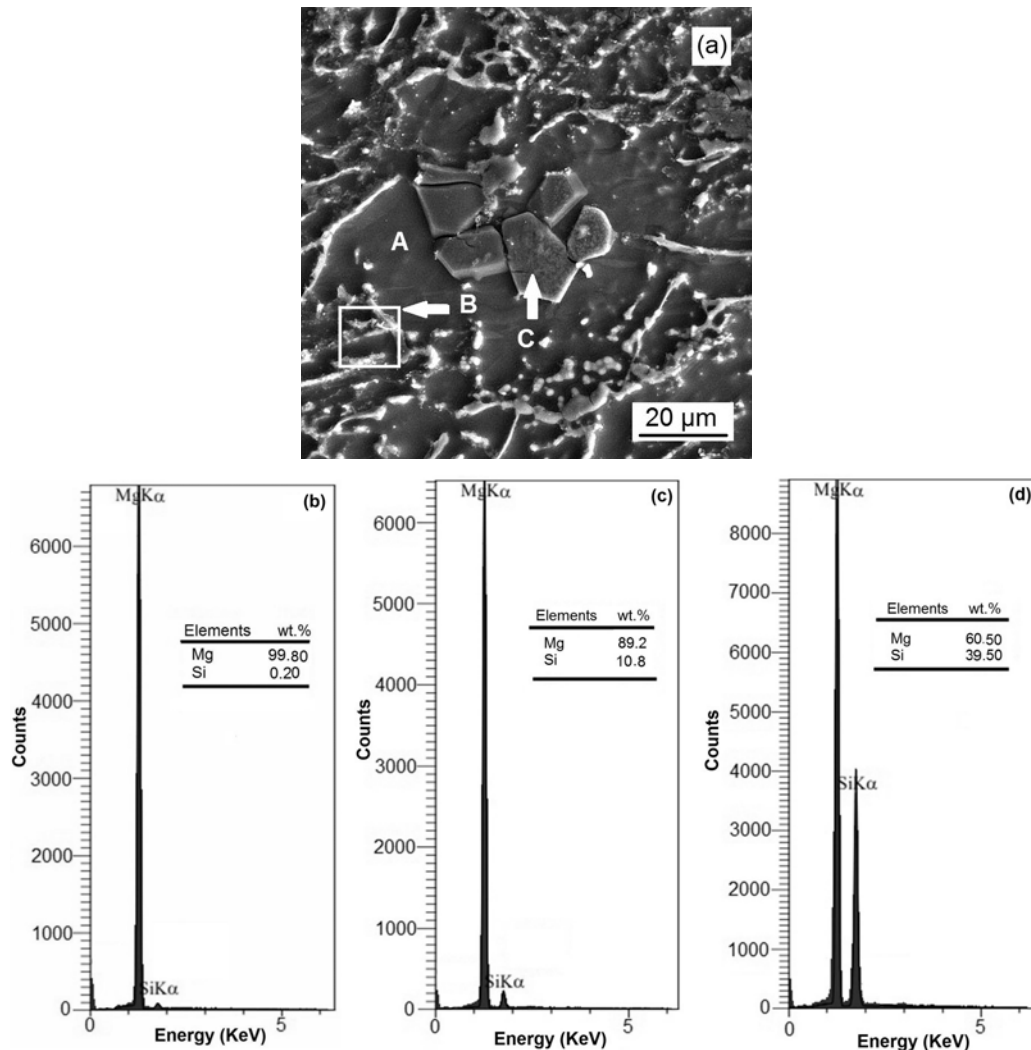 (a)
A
B
C
20 µm
MgKα
(b)
6000
5000
4000
3000
2000
1000
0
Counts
Elements wt.%
Mg 99.80
Si 0.20
SiKα
0 5
Energy (KeV)
MgKα
(c)
6000
5000
4000
3000
2000
1000
0
Counts
Elements wt.%
Mg 89.2
Si 10.8
SiKα
0 5
Energy (KeV)
MgKα
(d)
8000
7000
6000
5000
4000
3000
2000
1000
0
Counts
Elements wt.%
Mg 60.50
Si 39.50
SiKα
0 5
Energy (KeV)